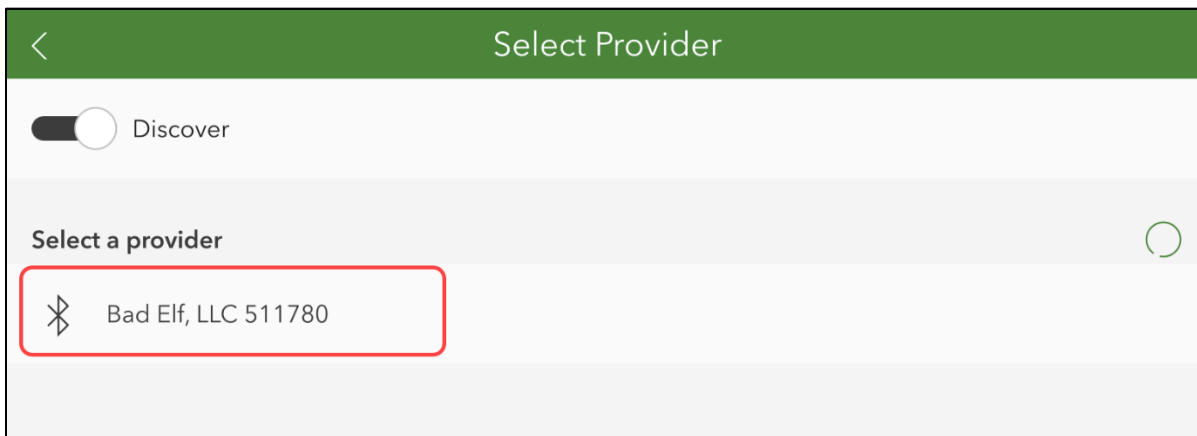 Select Provider
Discover
Select a provider
Bad Elf, LLC 511780